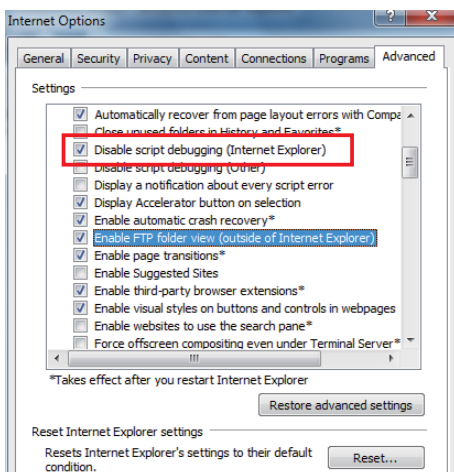 Internet Options
General Security Privacy Content Connections Programs Advanced
Settings
Automatically recover from page layout errors with Compa
Close unused folders in History and Favorites*
Disable script debugging (Internet Explorer)
Disable script debugging (Other)
Display a notification about every script error
Display Accelerator button on selection
Enable automatic crash recovery*
Enable FTP folder view (outside of Internet Explorer)
Enable page transitions*
Enable Suggested Sites
Enable third-party browser extensions*
Enable visual styles on buttons and controls in webpages
Enable websites to use the search pane*
Force offscreen compositing even under Terminal Server*
*Takes effect after you restart Internet Explorer
Restore advanced settings
Reset Internet Explorer settings
Resets Internet Explorer's settings to their default
condition.
Reset...